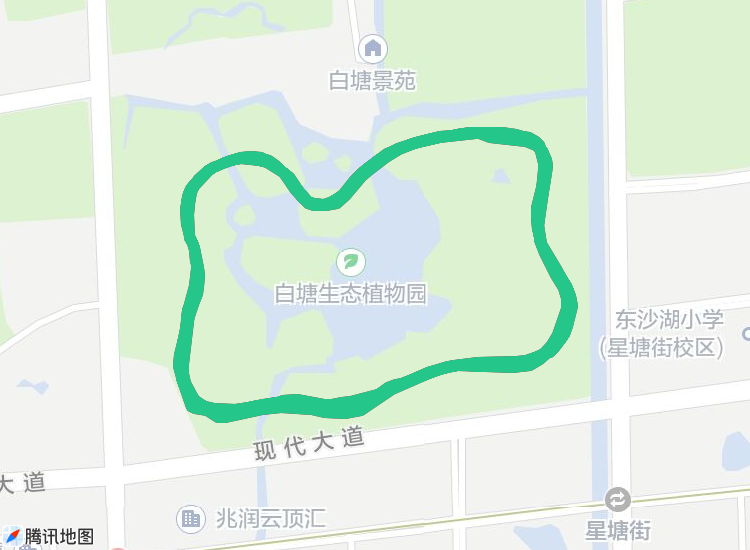 白塘景苑
白塘生态植物园
东沙湖小学
(星塘街校区)
现代大道
大道
兆润云顶汇
星塘街
腾讯地图